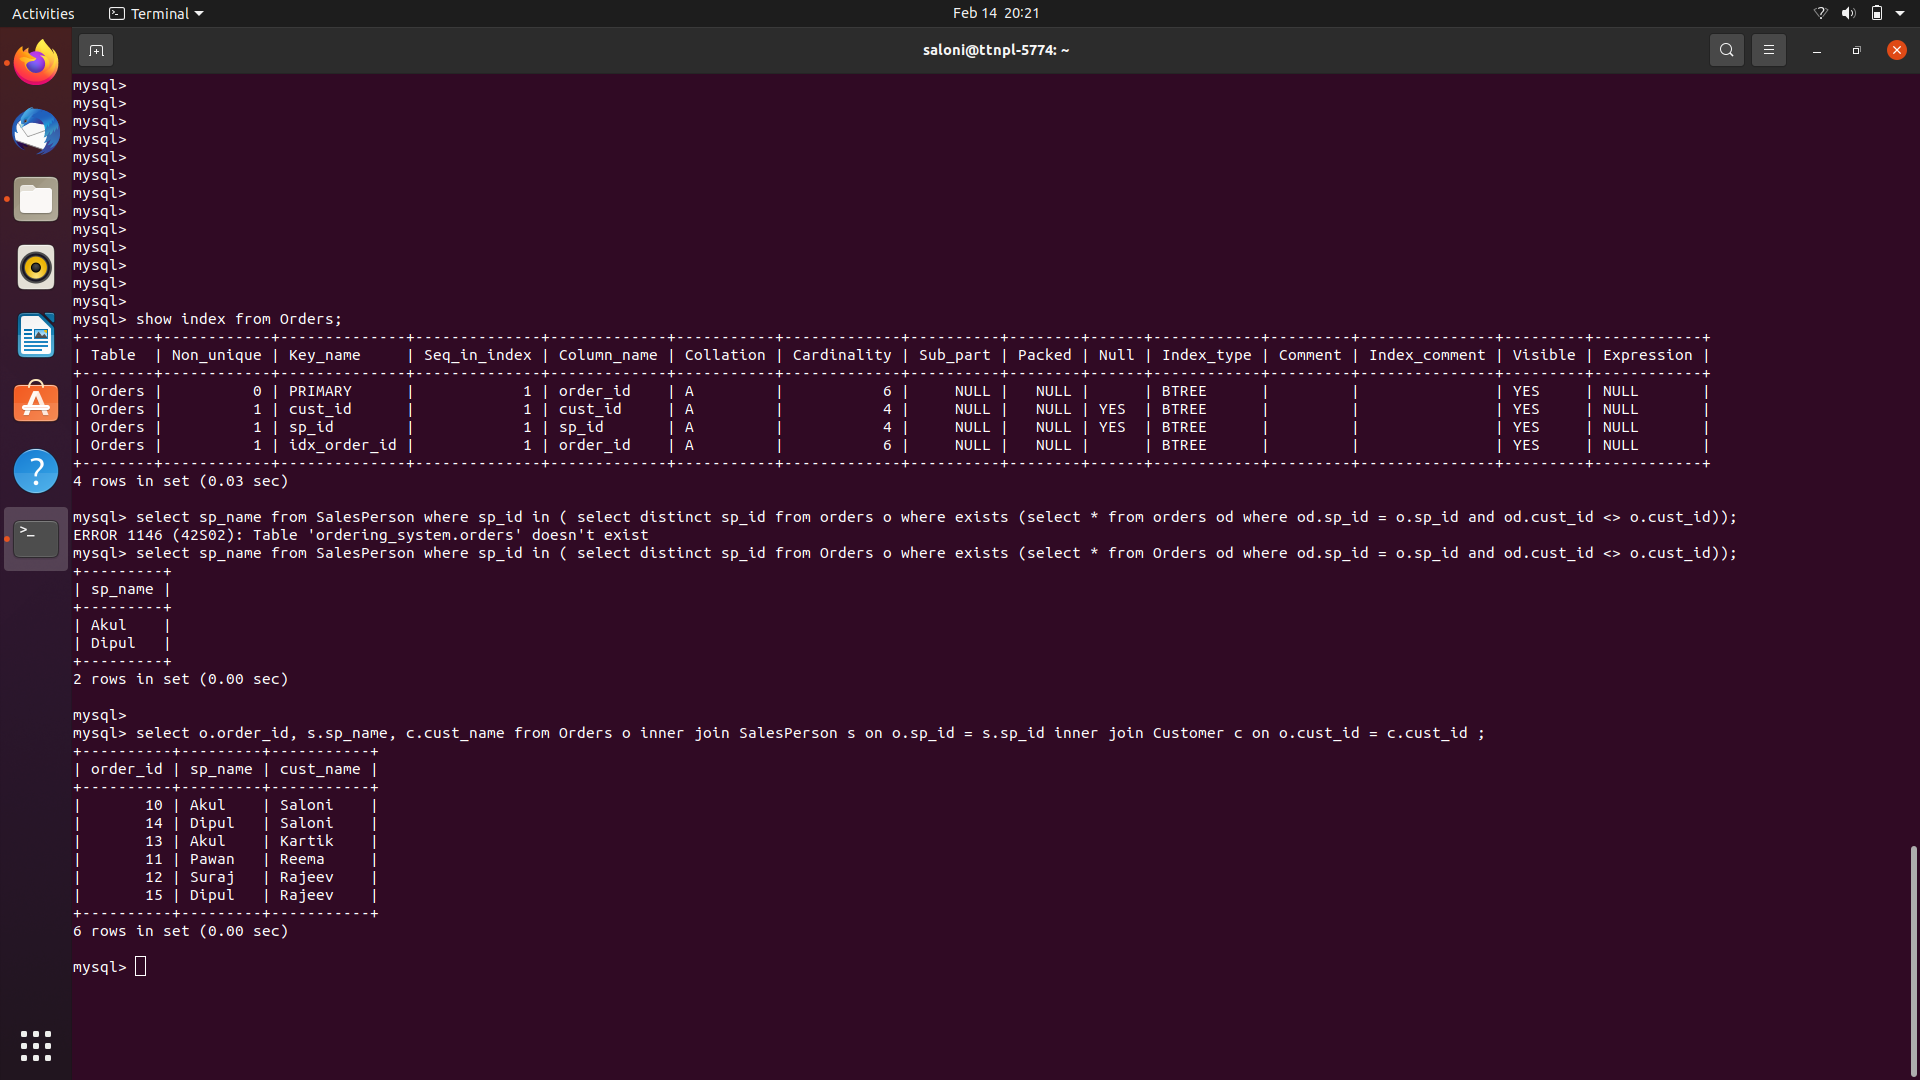 Activities Terminal Feb 14 20:21
saloni@ttnpl-5774: ~
mysql>
mysql>
mysql>
mysql>
mysql>
mysql>
mysql>
mysql>
mysql>
mysql>
mysql>
mysql>
mysql>
mysql> show index from Orders;
+--------+------------+--------------+--------------+-------------+-----------+-------------+----------+--------+------+------------+---------+---------------+---------+------------+
| Table  | Non_unique | Key_name     | Seq_in_index | Column_name | Collation | Cardinality | Sub_part | Packed | Null | Index_type | Comment | Index_comment | Visible | Expression |
+--------+------------+--------------+--------------+-------------+-----------+-------------+----------+--------+------+------------+---------+---------------+---------+------------+
| Orders |          0 | PRIMARY      |            1 | order_id    | A         |           6 |     NULL |   NULL |      | BTREE      |         |               | YES     | NULL       |
| Orders |          1 | cust_id      |            1 | cust_id     | A         |           4 |     NULL |   NULL | YES  | BTREE      |         |               | YES     | NULL       |
| Orders |          1 | sp_id        |            1 | sp_id       | A         |           4 |     NULL |   NULL | YES  | BTREE      |         |               | YES     | NULL       |
| Orders |          1 | idx_order_id |            1 | order_id    | A         |           6 |     NULL |   NULL |      | BTREE      |         |               | YES     | NULL       |
+--------+------------+--------------+--------------+-------------+-----------+-------------+----------+--------+------+------------+---------+---------------+---------+------------+
4 rows in set (0.03 sec)
mysql> select sp_name from SalesPerson where sp_id in ( select distinct sp_id from orders o where exists (select * from orders od where od.sp_id = o.sp_id and od.cust_id <> o.cust_id));
ERROR 1146 (42S02): Table 'ordering_system.orders' doesn't exist
mysql> select sp_name from SalesPerson where sp_id in ( select distinct sp_id from Orders o where exists (select * from Orders od where od.sp_id = o.sp_id and od.cust_id <> o.cust_id));
+---------+
| sp_name |
+---------+
| Akul    |
| Dipul   |
+---------+
2 rows in set (0.00 sec)
mysql>
mysql> select o.order_id, s.sp_name, c.cust_name from Orders o inner join SalesPerson s on o.sp_id = s.sp_id inner join Customer c on o.cust_id = c.cust_id ;
+----------+---------+-----------+
| order_id | sp_name | cust_name |
+----------+---------+-----------+
|       10 | Akul    | Saloni    |
|       14 | Dipul   | Saloni    |
|       13 | Akul    | Kartik    |
|       11 | Pawan   | Reema     |
|       12 | Suraj   | Rajeev    |
|       15 | Dipul   | Rajeev    |
+----------+---------+-----------+
6 rows in set (0.00 sec)
mysql>